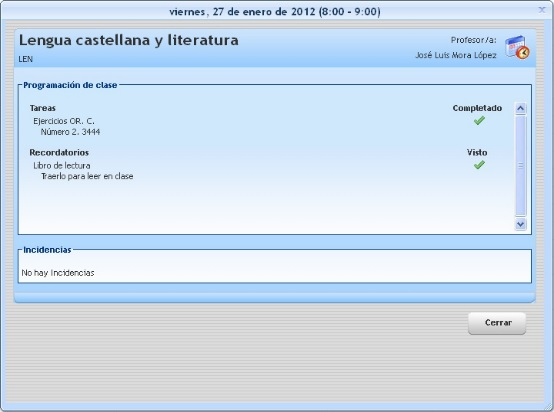 viernes, 27 de enero de 2012 (8:00 - 9:00)
Lengua castellana y literatura
LEN
Profesor/a:
José Luis Mora López
Programación de clase
Tareas
Completado
Ejercicios OR. C.
Número 2. 3444
Recordatorios
Visto
Libro de lectura
Traerlo para leer en clase
Incidencias
No hay Incidencias
Cerrar